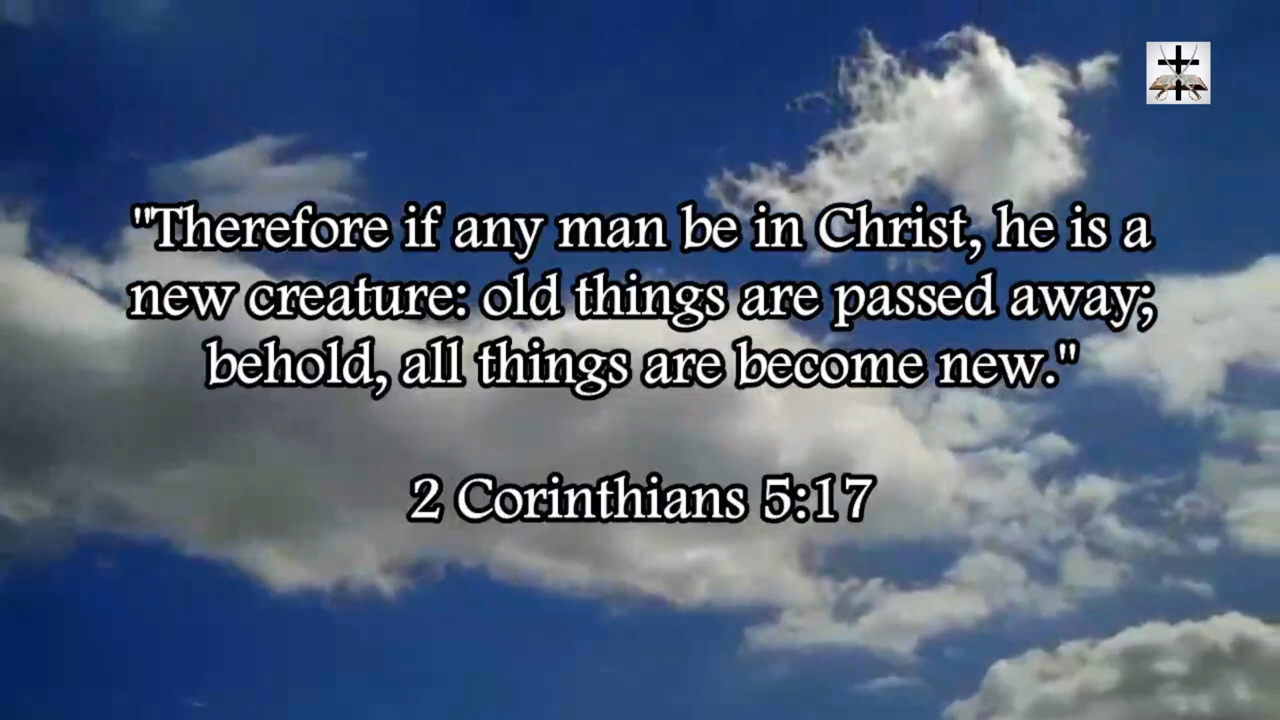 "Therefore if any man be in Christ, he is a
new creature: old things are passed away;
behold, all things are become new."
2 Corinthians 5:17